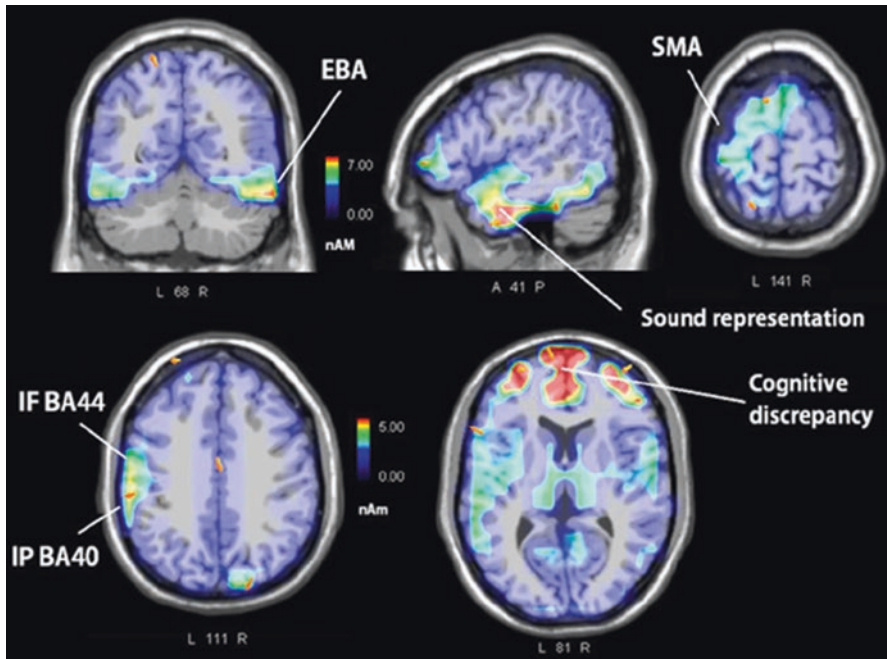 EBA
SMA
7.00
0.00
nAM
L 68 R
A 41 P
L 141 R
Sound representation
IF BA44
IP BA40
5.00
0.00
nAm
Cognitive
discrepancy
L 111 R
L 81 R